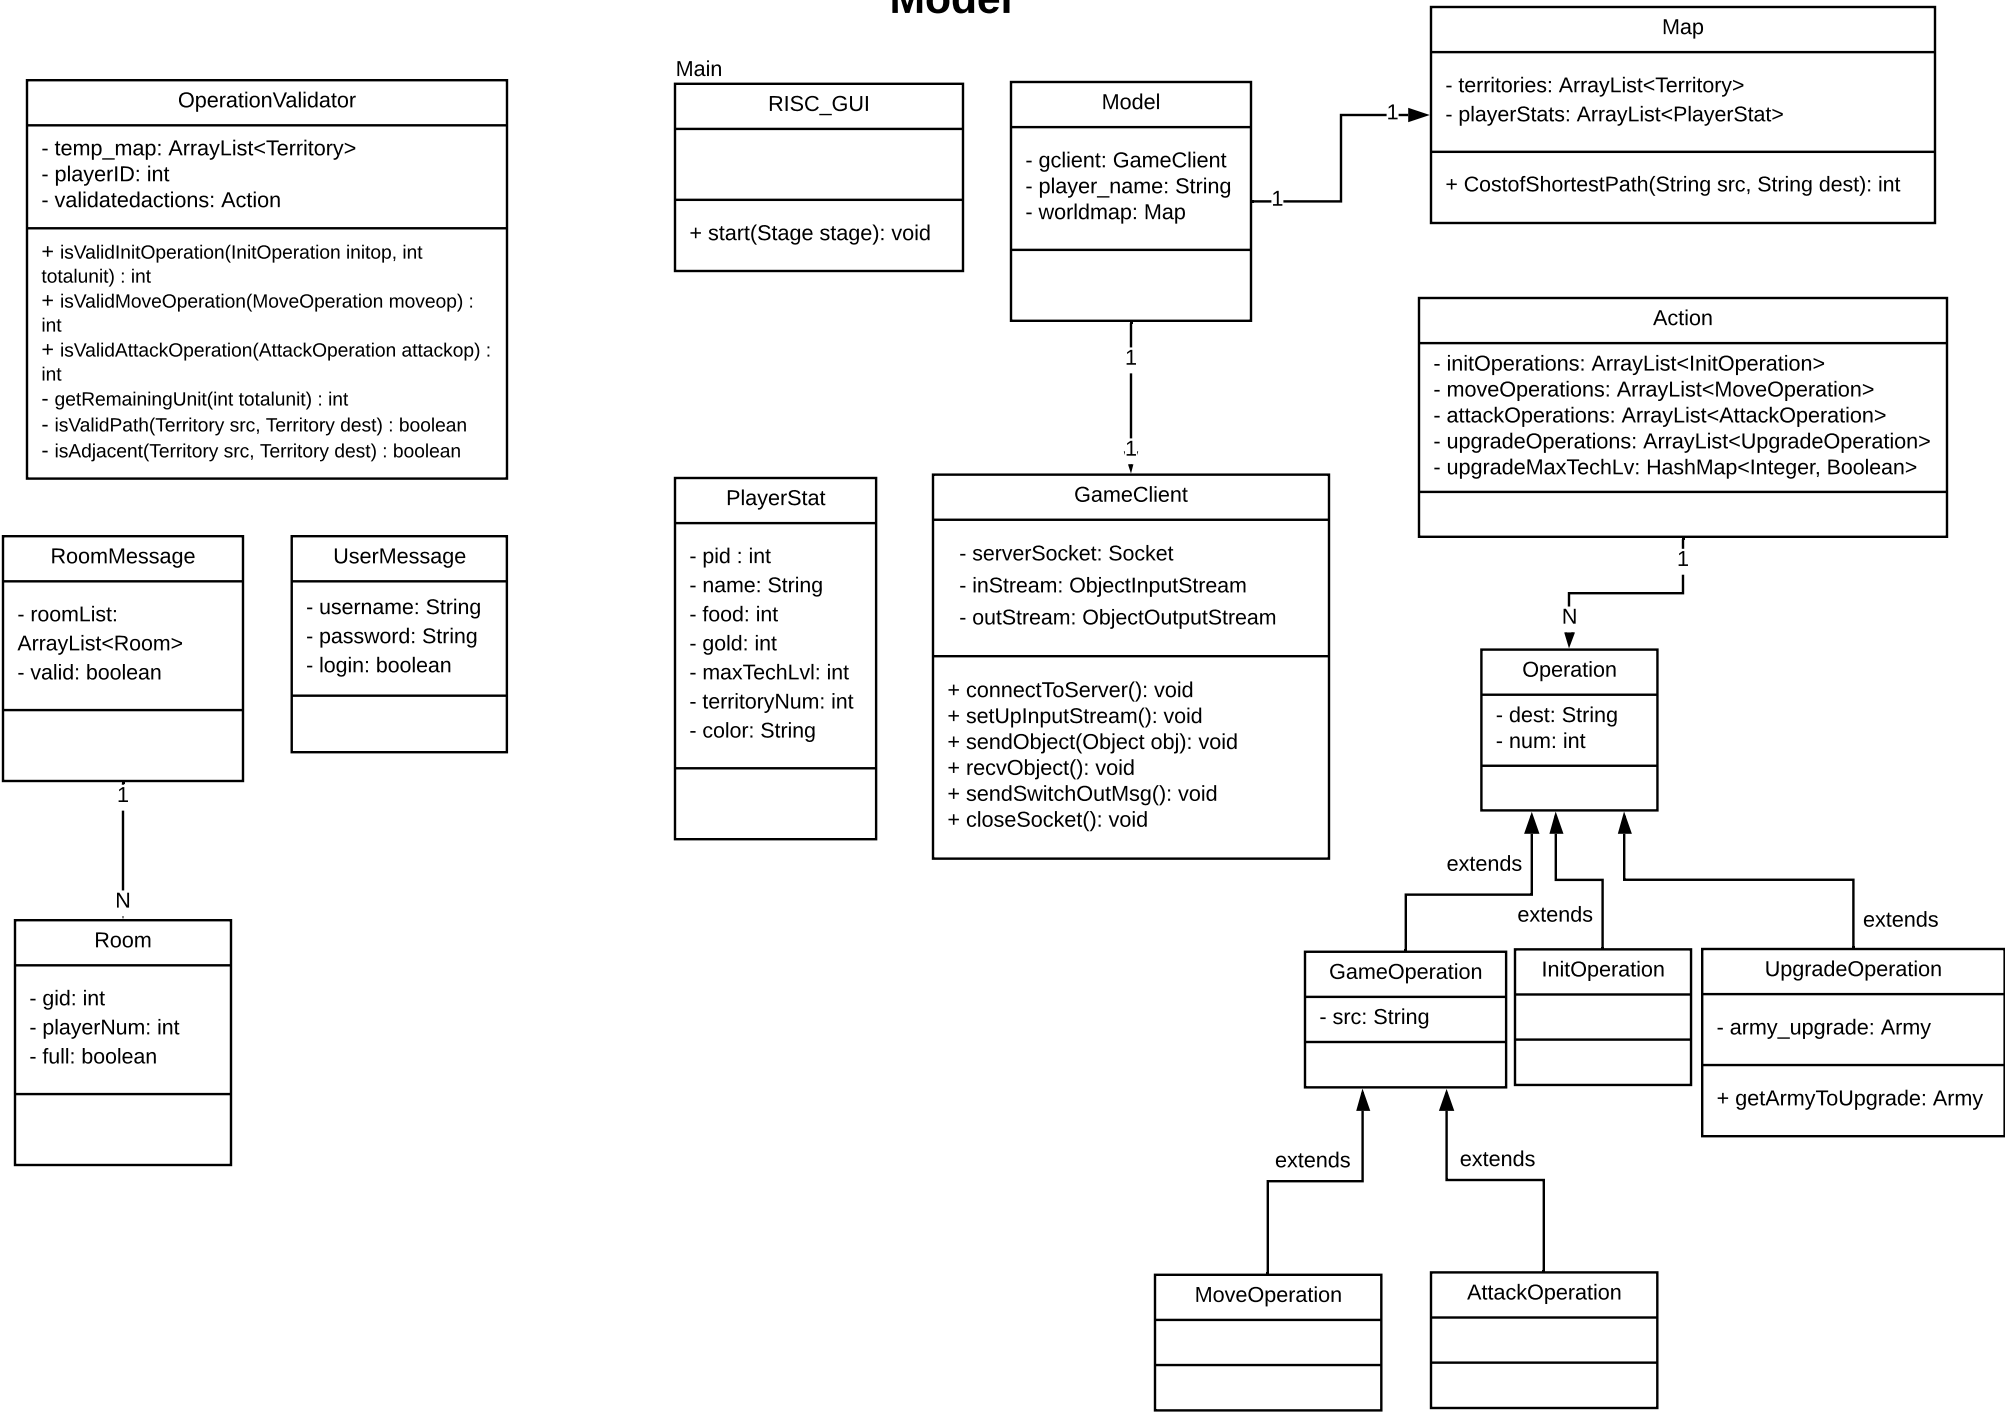 Model
OperationValidator
- temp_map: ArrayList<Territory>
- playerID: int
- validatedactions: Action
+ isValidInitOperation(InitOperation initop, int
totalunit) : int
+ isValidMoveOperation(MoveOperation moveop) :
int
+ isValidAttackOperation(AttackOperation attackop) :
int
- getRemainingUnit(int totalunit) : int
- isValidPath(Territory src, Territory dest) : boolean
- isAdjacent(Territory src, Territory dest) : boolean
Main
RISC_GUI
+ start(Stage stage): void
Model
- gclient: GameClient
- player_name: String
- worldmap: Map
1
1
Map
- territories: ArrayList<Territory>
- playerStats: ArrayList<PlayerStat>
+ CostofShortestPath(String src, String dest): int
1
1
Action
- initOperations: ArrayList<InitOperation>
- moveOperations: ArrayList<MoveOperation>
- attackOperations: ArrayList<AttackOperation>
- upgradeOperations: ArrayList<UpgradeOperation>
- upgradeMaxTechLv: HashMap<Integer, Boolean>
1
N
RoomMessage
- roomList:
ArrayList<Room>
- valid: boolean
UserMessage
- username: String
- password: String
- login: boolean
1
N
Room
- gid: int
- playerNum: int
- full: boolean
PlayerStat
- pid : int
- name: String
- food: int
- gold: int
- maxTechLvl: int
- territoryNum: int
- color: String
GameClient
- serverSocket: Socket
- inStream: ObjectInputStream
- outStream: ObjectOutputStream
+ connectToServer(): void
+ setUpInputStream(): void
+ sendObject(Object obj): void
+ recvObject(): void
+ sendSwitchOutMsg(): void
+ closeSocket(): void
Operation
- dest: String
- num: int
extends
extends
extends
GameOperation
- src: String
InitOperation
UpgradeOperation
- army_upgrade: Army
+ getArmyToUpgrade: Army
extends
extends
MoveOperation
AttackOperation